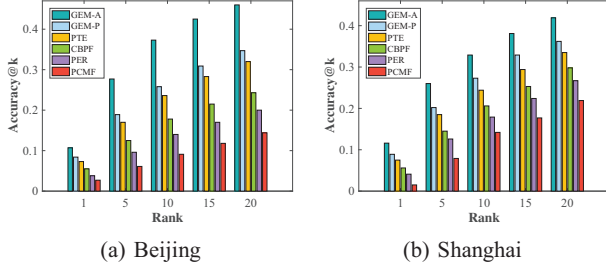 GEM-A
GEM-P
PTE
CBPF
PER
PCMF
Accuracy@k
0.4
0.3
0.2
0.1
0
1 5 10 15 20
Rank
(a) Beijing
GEM-A
GEM-P
PTE
CBPF
PER
PCMF
Accuracy@k
0.4
0.3
0.2
0.1
0
1 5 10 15 20
Rank
(b) Shanghai